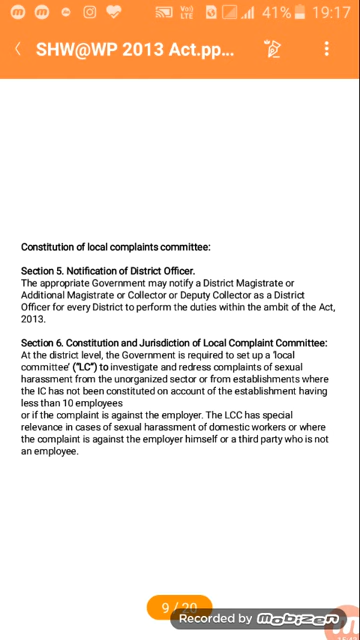 41% 19:17
SHW@WP 2013 Act.pp...
Constitution of local complaints committee:
Section 5. Notification of District Officer.
The appropriate Government may notify a District Magistrate or
Additional Magistrate or Collector or Deputy Collector as a District
Officer for every District to perform the duties within the ambit of the Act,
2013.
Section 6. Constitution and Jurisdiction of Local Complaint Committee:
At the district level, the Government is required to set up a 'local
committee' ("LC") to investigate and redress complaints of sexual
harassment from the unorganized sector or from establishments where
the IC has not been constituted on account of the establishment having
less than 10 employees
or if the complaint is against the employer. The LCC has special
relevance in cases of sexual harassment of domestic workers or where
the complaint is against the employer himself or a third party who is not
an employee.
9 / 20
Recorded by Mobizen